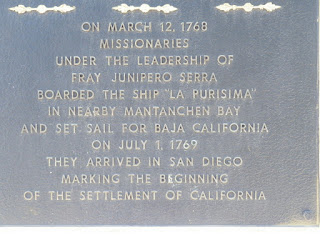 ON MARCH 12, 1768
MISSIONARIES
UNDER THE LEADERSHIP OF
FRAY JUNIPERO SERRA
BOARDED THE SHIP "LA PURISIMA"
IN NEARBY MANTANCHEN BAY
AND SET SAIL FOR BAJA CALIFORNIA
ON JULY 1, 1769
THEY ARRIVED IN SAN DIEGO
MARKING THE BEGINNING
OF THE SETTLEMENT OF CALIFORNIA